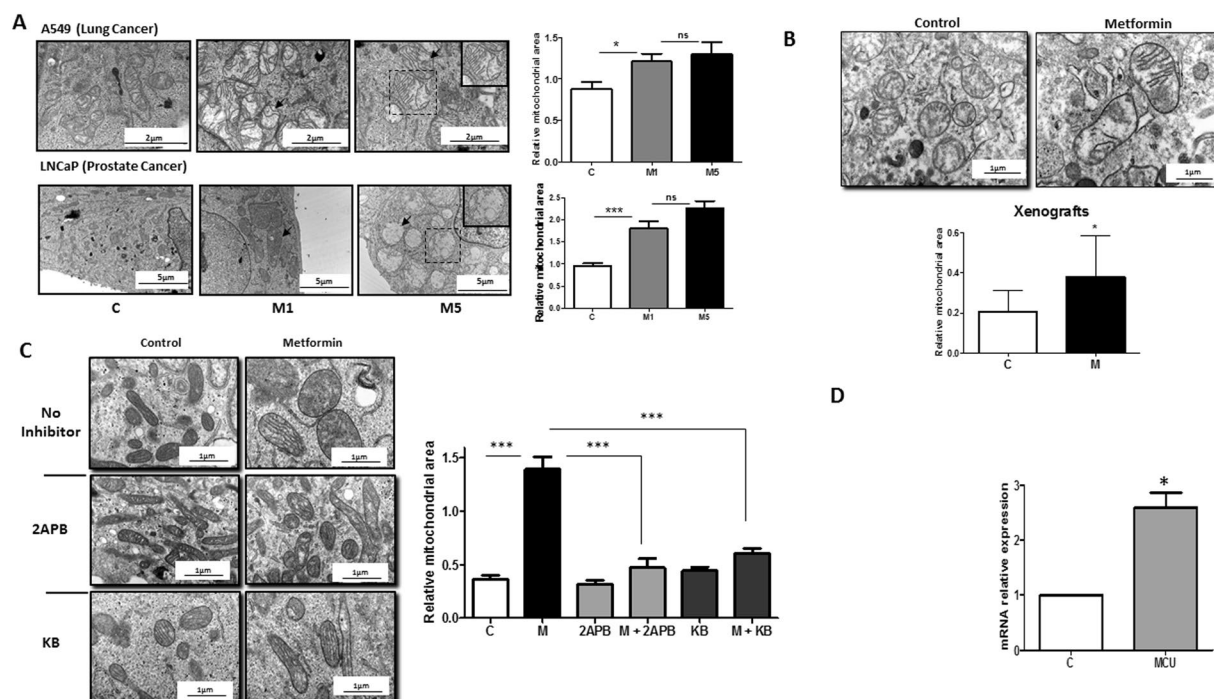 A
A549 (Lung Cancer)
2µm
2µm
2µm
LNCaP (Prostate Cancer)
5µm
5µm
5µm
C
M1
M5
Relative mitochondrial area
1.5
1.0
0.5
0.0
*
ns
C
M1
M5
Relative mitochondrial area
2.5
2.0
1.5
1.0
0.5
0.0
***
ns
C
M1
M5
B
Control
Metformin
1µm
1µm
Xenografts
Relative mitochondrial area
0.6
0.4
0.2
0.0
*
C
M
C
Control
Metformin
No
Inhibitor
1µm
1µm
2APB
1µm
1µm
KB
1µm
1µm
Relative mitochondrial area
1.5
1.0
0.5
0.0
***
***
***
C
M
2APB
M + 2APB
KB
M + KB
D
mRNA relative expression
3
2
1
0
*
C
MCU